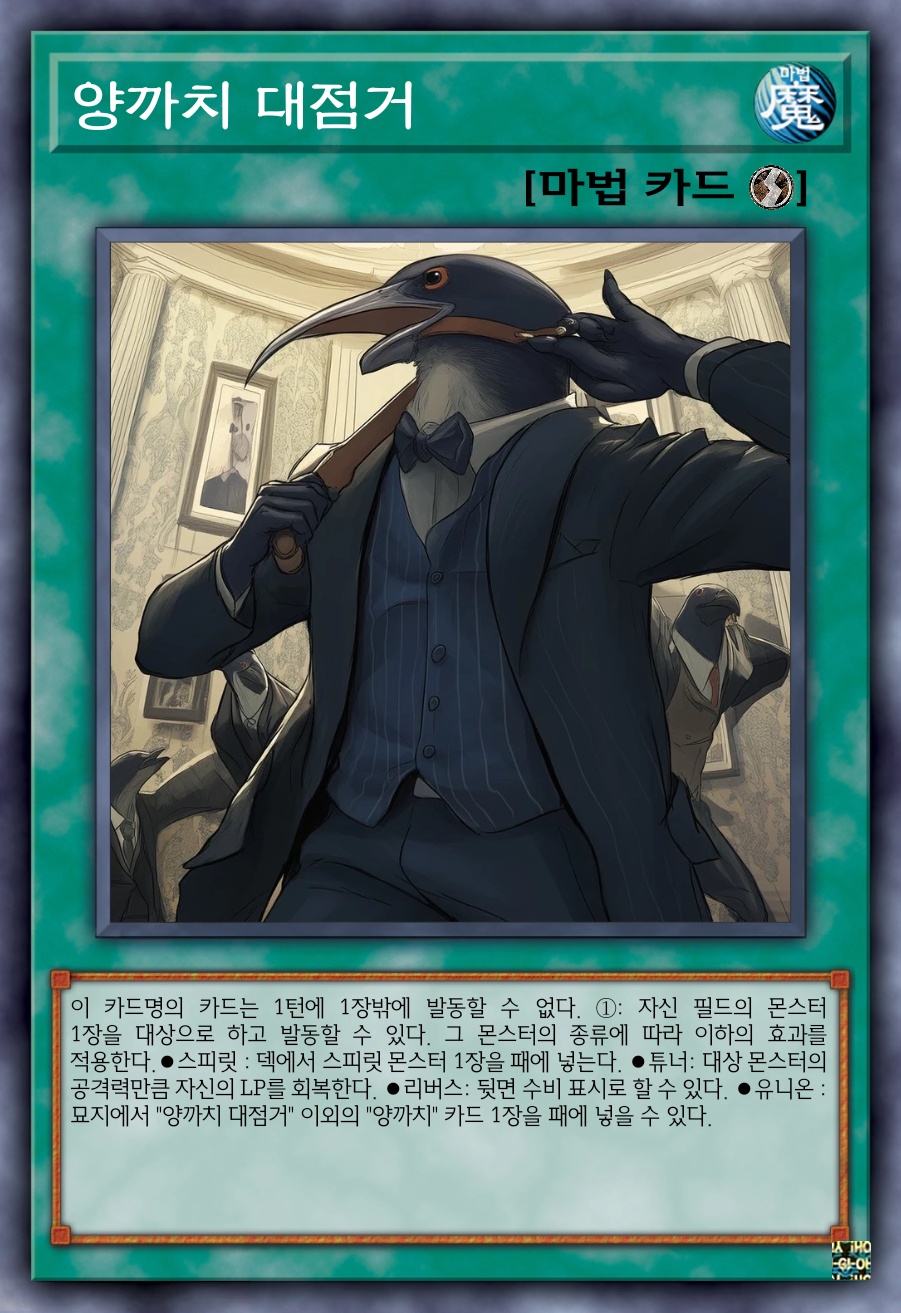 양까치 대점거
마법
魔
[마법 카드 ]
이 카드명의 카드는 1턴에 1장밖에 발동할 수 없다. ①: 자신 필드의 몬스터
1장을 대상으로 하고 발동할 수 있다. 그 몬스터의 종류에 따라 이하의 효과를
적용한다.●스피릿 : 덱에서 스피릿 몬스터 1장을 패에 넣는다. ●튜너: 대상 몬스터의
공격력만큼 자신의 LP를 회복한다. ●리버스: 뒷면 수비 표시로 할 수 있다. ●유니온 :
묘지에서 "양까치 대점거" 이외의 "양까치" 카드 1장을 패에 넣을 수 있다.